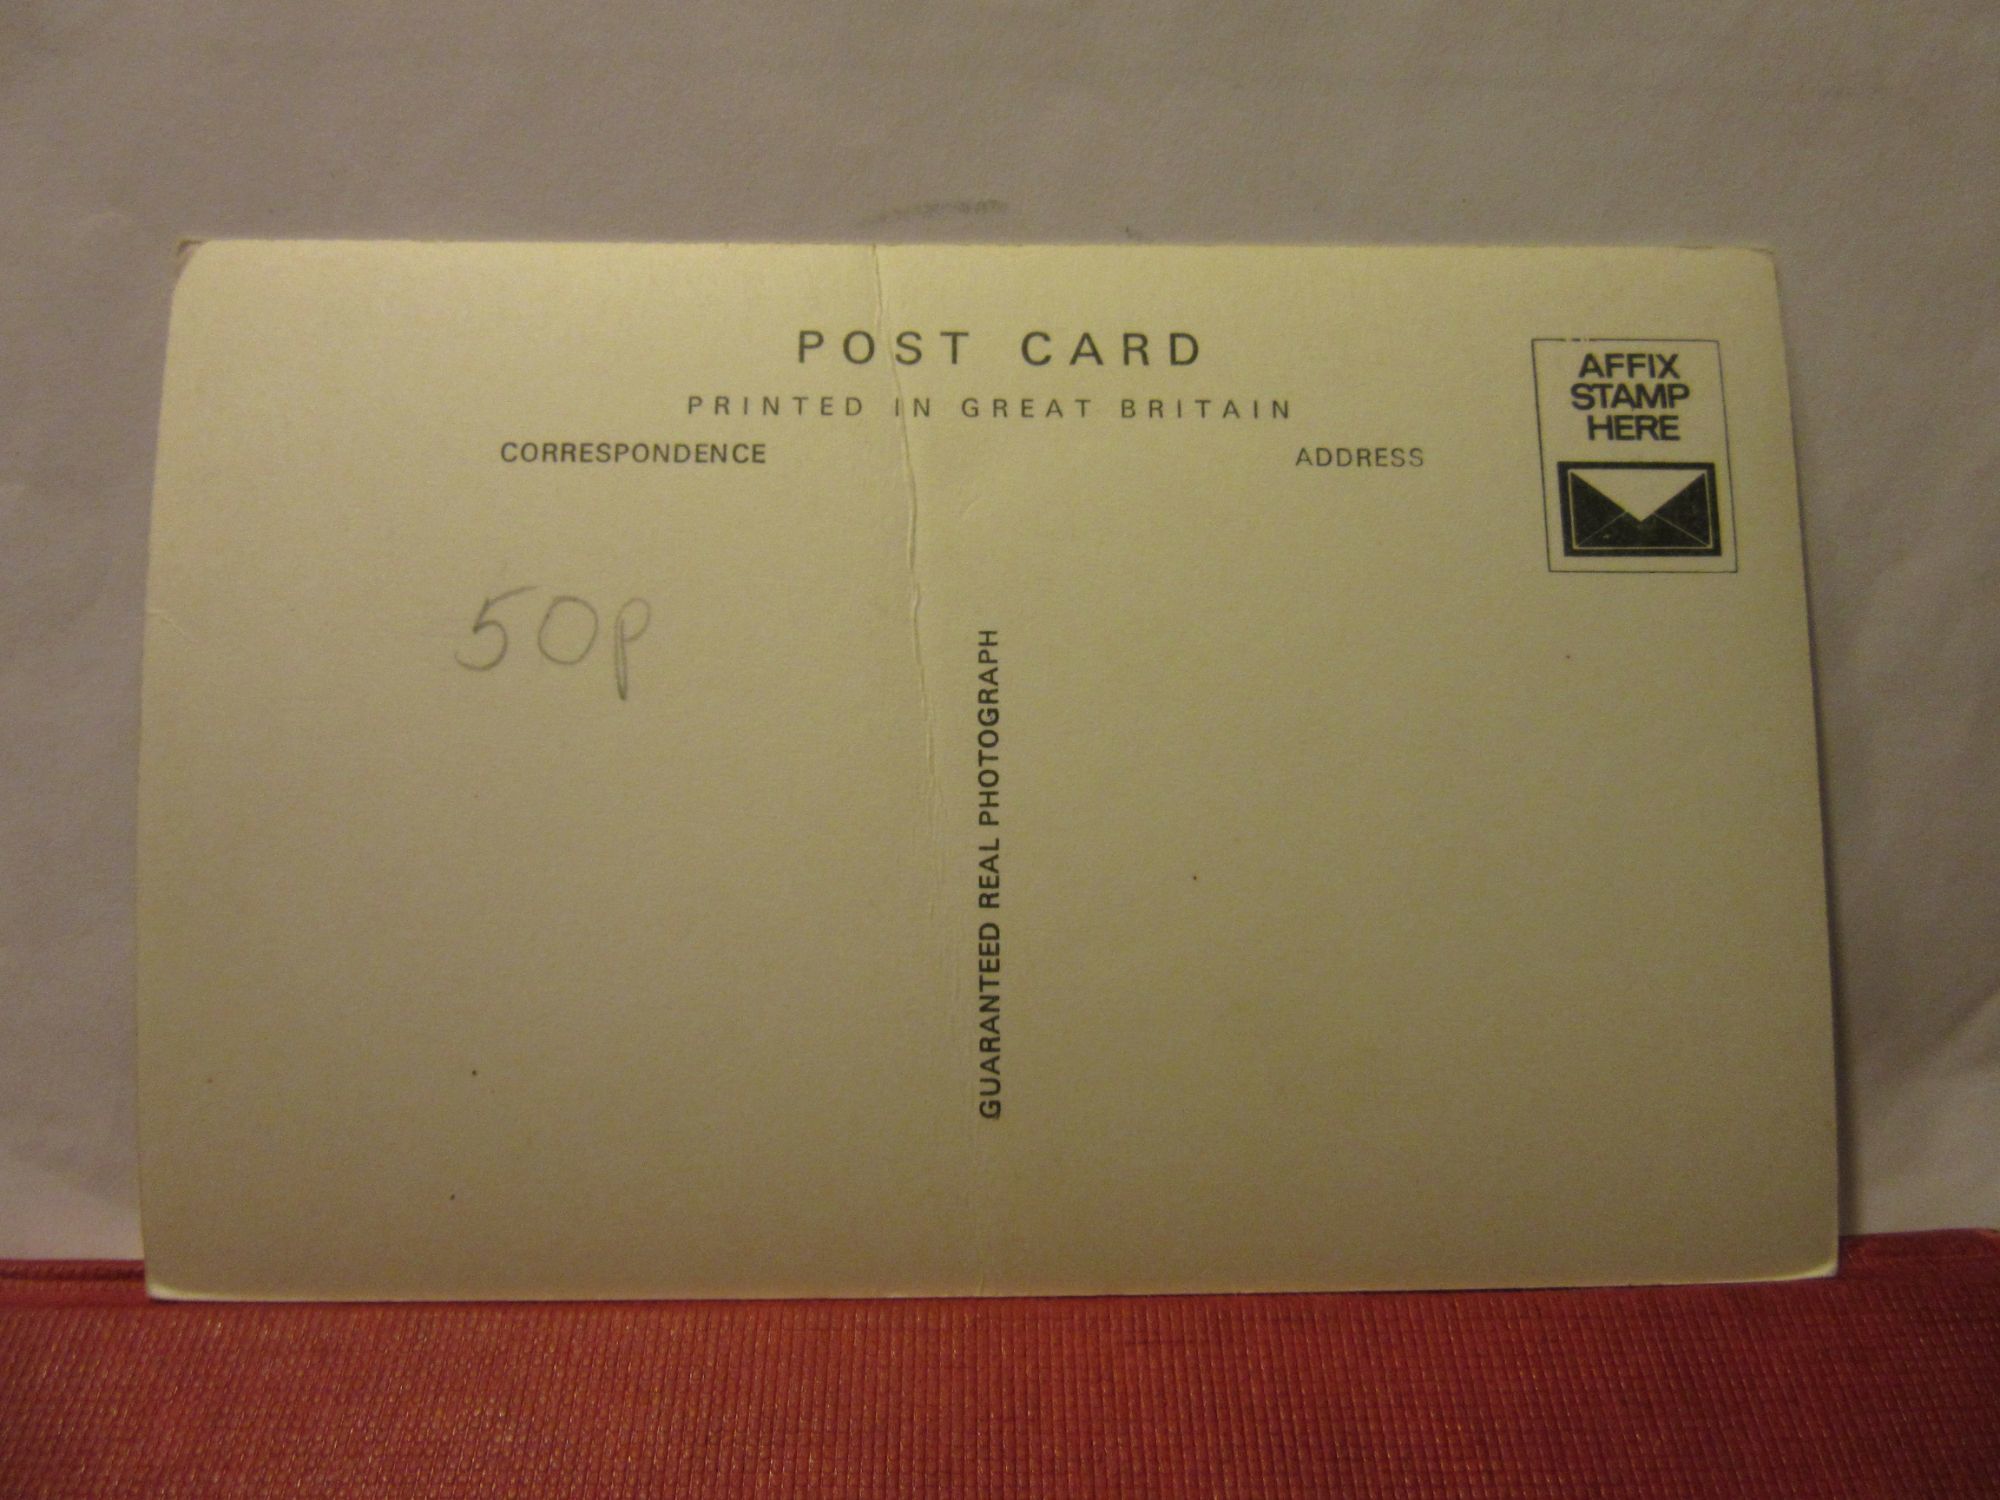 POST CARD
PRINTED IN GREAT BRITAIN
CORRESPONDENCE
ADDRESS
AFFIX
STAMP
HERE
50p
GUARANTEED REAL PHOTOGRAPH